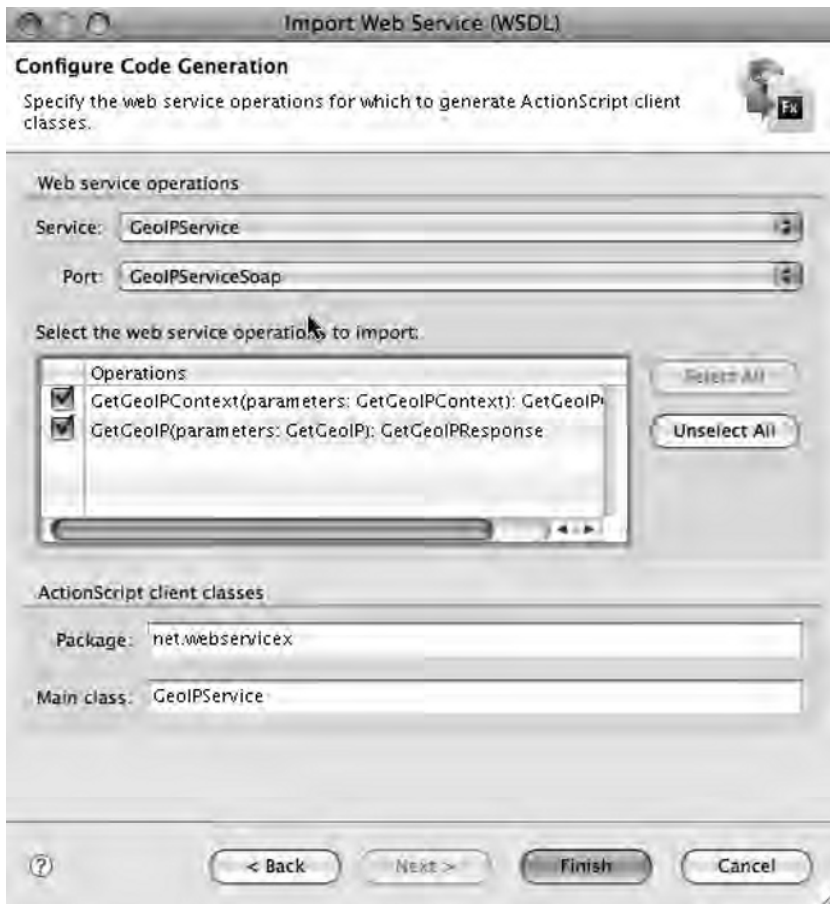 Import Web Service (WSDL)
Configure Code Generation
Specify the web service operations for which to generate ActionScript client
classes.
Fx
Web service operations
Service: GeoIPService
Port: GeoIPServiceSoap
Select the web service operations to import:
Operations
GetGeoIPContext(parameters: GetGeoIPContext): GetGeoIP
GetGeoIP(parameters: GetGeoIP): GetGeoIPResponse
Select All
Unselect All
ActionScript client classes
Package: net.webservicex
Main class: GeoIPService
?
< Back
Next >
Finish
Cancel